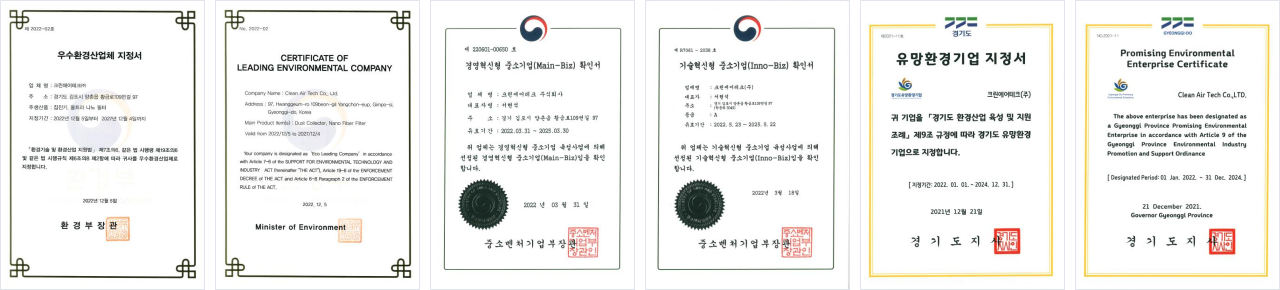 제 2022-02호
우수환경산업체 지정서
업 체 명 : 크린에어테크㈜
주 소 : 경기도 김포시 양촌읍 황금로109번길 97
주생산품 : 집진기, 울트라 나노 필터
지정기간 : 2022년 12월 5일부터 2027년 12월 4일까지
「환경기술 및 환경산업 지원법」 제7조의6, 같은 법 시행령 제19조의6
및 같은 법 시행규칙 제6조의6 제2항에 따라 귀사를 우수환경산업체로
지정합니다.
2022년 12월 5일
환 경 부 장 관
No. 2022-02
CERTIFICATE OF
LEADING ENVIRONMENTAL COMPANY
Company Name : Clean Air Tech Co., Ltd.
Address : 97, Hwanggeum-ro 109beon-gil Yangchon-eup, Gimpo-si,
Gyeonggi-do, Korea
Main Product Item(s) : Dust Collector, Nano Fiber Filter
Valid from 2022/12/5 to 2027/12/4
Your company is designated as "Eco Leading Company" in accordance
with Article 7-6 of the SUPPORT FOR ENVIRONMENTAL TECHNOLOGY AND
INDUSTRY ACT (hereinafter "THE ACT"), Article 19-6 of the ENFORCEMENT
DECREE of THE ACT and Article 6-6 Paragraph 2 of the ENFORCEMENT
RULE of THE ACT.
2022. 12. 5
Minister of Environment
제 220601-00630 호
경영혁신형 중소기업(Main-Biz) 확인서
업 체 명 : 크린에어테크 주식회사
대표자명 : 서형석
주 소 : 경기 김포시 양촌읍 황금로109번길 97
유효기간 : 2022.03.31 ~ 2025.03.30
위 업체는 경영혁신형 중소기업 육성사업에 의해
선정된 경영혁신형 중소기업(Main-Biz)임을 확인
합니다.
2022 年 03 月 31 日
중소벤처기업부장관
기술혁신형 중소기업(Inno-Biz) 확인서
업체명 : 크린에어테크(주)
대표자 : 서형석
주소 : 경기 김포시 양촌읍 황금로109번길 97
등급 : A
유효기간 : 2022. 5. 23 ~ 2025. 5. 22
위 업체는 기술혁신형 중소기업 육성사업에 의해
선정된 기술혁신형 중소기업(Inno-Biz)임을 확인
합니다.
2022年 3月 18日
중소벤처기업부장관
경기도
유망환경기업 지정서
경기도유망환경기업
크린에어테크(주)
귀 기업을 「경기도 환경산업 육성 및 지원
조례」제9조 규정에 따라 경기도 유망환경
기업으로 지정합니다.
[ 지정기간: 2022. 01. 01. - 2024. 12. 31. ]
2021년 12월 21일
경 기 도 지 사
GYEONGGI-DO
NO.2021-11
Promising Environmental
Enterprise Certificate
Clean Air Tech Co.,LTD.
The above enterprise has been designated as
a Gyeonggi Province Promising Environmental
Enterprise in accordance with Article 9 of the
Gyeonggi Province Environmental Industry
Promotion and Support Ordinance
[ Designated Period: 01 Jan. 2022. - 31 Dec. 2024. ]
21 December 2021.
Governor Gyeonggi Province
경 기 도 지 사